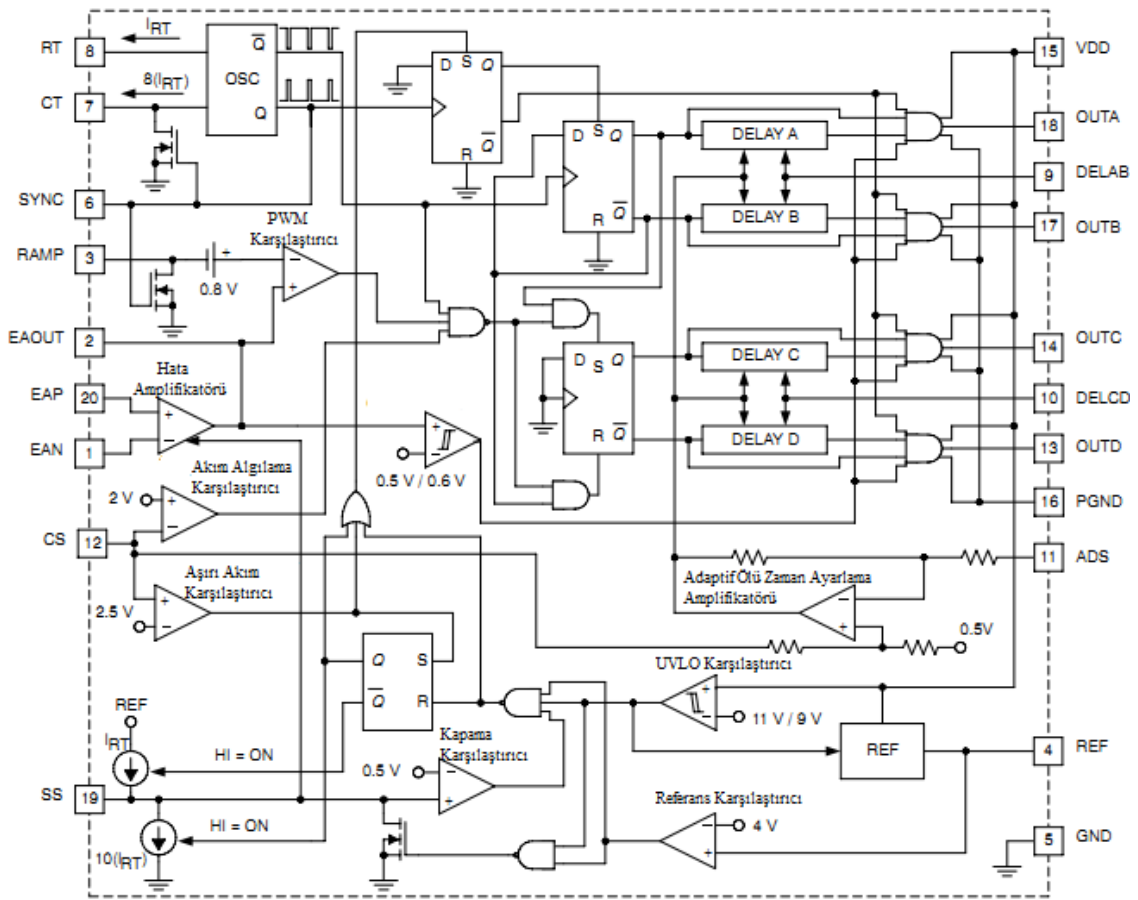 RT 8 I_RT
OSC
Q̅
Q
CT 7 8(I_RT)
SYNC 6
RAMP 3
0.8 V
PWM
Karşılaştırıcı
−
+
EAOUT 2
EAP 20
EAN 1
Hata
Amplifikatörü
+
−
Akım Algılama
Karşılaştırıcı
2 V
+
−
CS 12
Aşırı Akım
Karşılaştırıcı
2.5 V
+
−
D S Q
Q̅
R
D S Q
R Q̅
D S Q
R Q̅
+
−
0.5 V / 0.6 V
DELAY A
DELAY B
DELAY C
DELAY D
15 VDD
18 OUTA
9 DELAB
17 OUTB
14 OUTC
10 DELCD
13 OUTD
16 PGND
11 ADS
Adaptif Ölü Zaman Ayarlama
Amplifikatörü
−
+
0.5V
Q S
Q̅ R
UVLO Karşılaştırıcı
+
−
11 V / 9 V
REF
4 REF
REF
I_RT
HI = ON
SS 19
HI = ON
10(I_RT)
Kapama
Karşılaştırıcı
0.5 V
−
+
Referans Karşılaştırıcı
−
4 V
+
5 GND